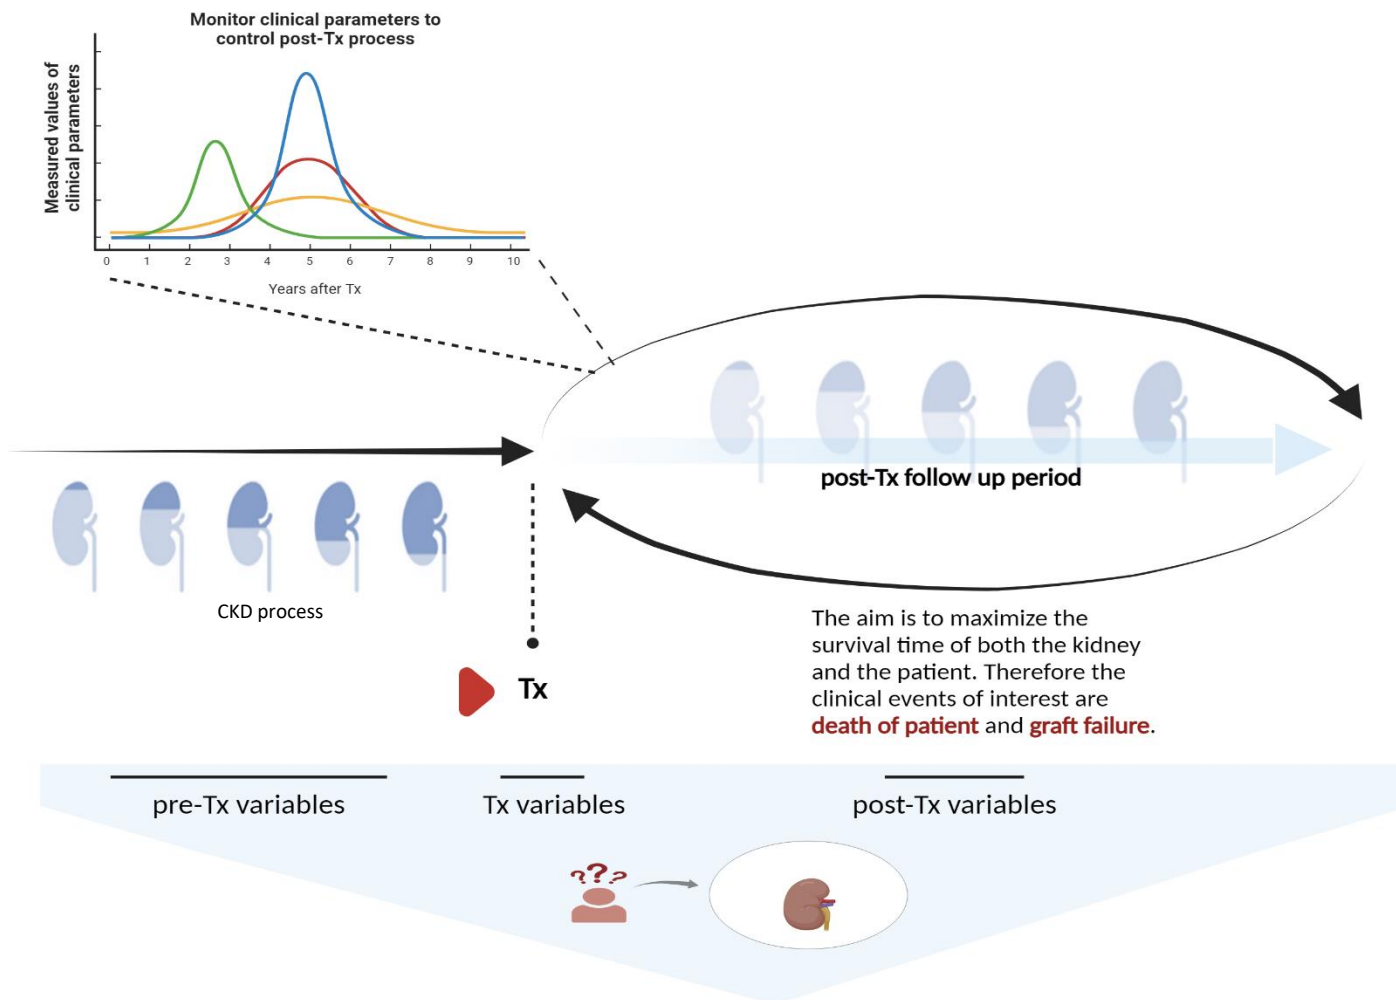 Monitor clinical parameters to
control post-Tx process
Measured values of
clinical parameters
0 1 2 3 4 5 6 7 8 9 10
Years after Tx
post-Tx follow up period
CKD process
Tx
The aim is to maximize the
survival time of both the kidney
and the patient. Therefore the
clinical events of interest are
death of patient and graft failure.
pre-Tx variables
Tx variables
post-Tx variables
???